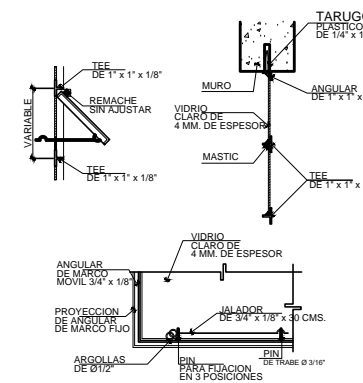 TEE
DE 1" x 1" x 1/8"
REMACHE
SIN AJUSTAR
VARIABLE
TEE
DE 1" x 1" x 1/8"
TARUGO
PLASTICO
DE 1/4" x 1
MURO
ANGULAR
DE 1" x 1" x
VIDRIO
CLARO DE
4 MM. DE ESPESOR
MASTIC
TEE
DE 1" x 1" x
ANGULAR
DE MARCO
MOVIL 3/4" x 1/8"
VIDRIO
CLARO DE
4 MM. DE ESPESOR
PROYECCION
DE ANGULAR
DE MARCO FIJO
JALADOR
DE 3/4" x 1/8" x 30 CMS.
ARGOLLAS
DE Ø1/2"
PIN
PARA FIJACION
EN 3 POSICIONES
PIN
DE TRABE Ø 3/16"